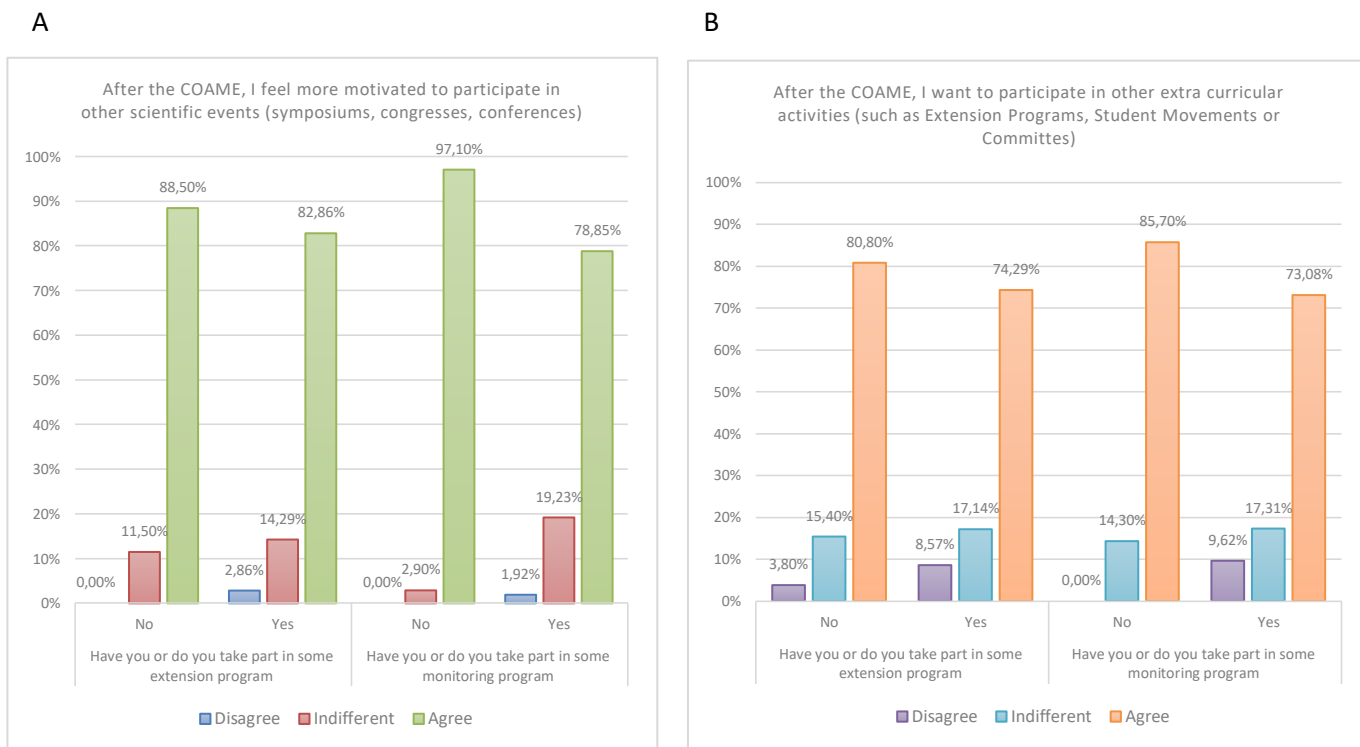 A
After the COAME, I feel more motivated to participate in
other scientific events (symposiums, congresses, conferences)
100%
90%
80%
70%
60%
50%
40%
30%
20%
10%
0%
0,00%
11,50%
88,50%
2,86%
14,29%
82,86%
0,00%
2,90%
97,10%
1,92%
19,23%
78,85%
No
Yes
No
Yes
Have you or do you take part in some
extension program
Have you or do you take part in some
monitoring program
Disagree
Indifferent
Agree
B
After the COAME, I want to participate in other extra curricular
activities (such as Extension Programs, Student Movements or
Committes)
100%
90%
80%
70%
60%
50%
40%
30%
20%
10%
0%
3,80%
15,40%
80,80%
8,57%
17,14%
74,29%
0,00%
14,30%
85,70%
9,62%
17,31%
73,08%
No
Yes
No
Yes
Have you or do you take part in some
extension program
Have you or do you take part in some
monitoring program
Disagree
Indifferent
Agree